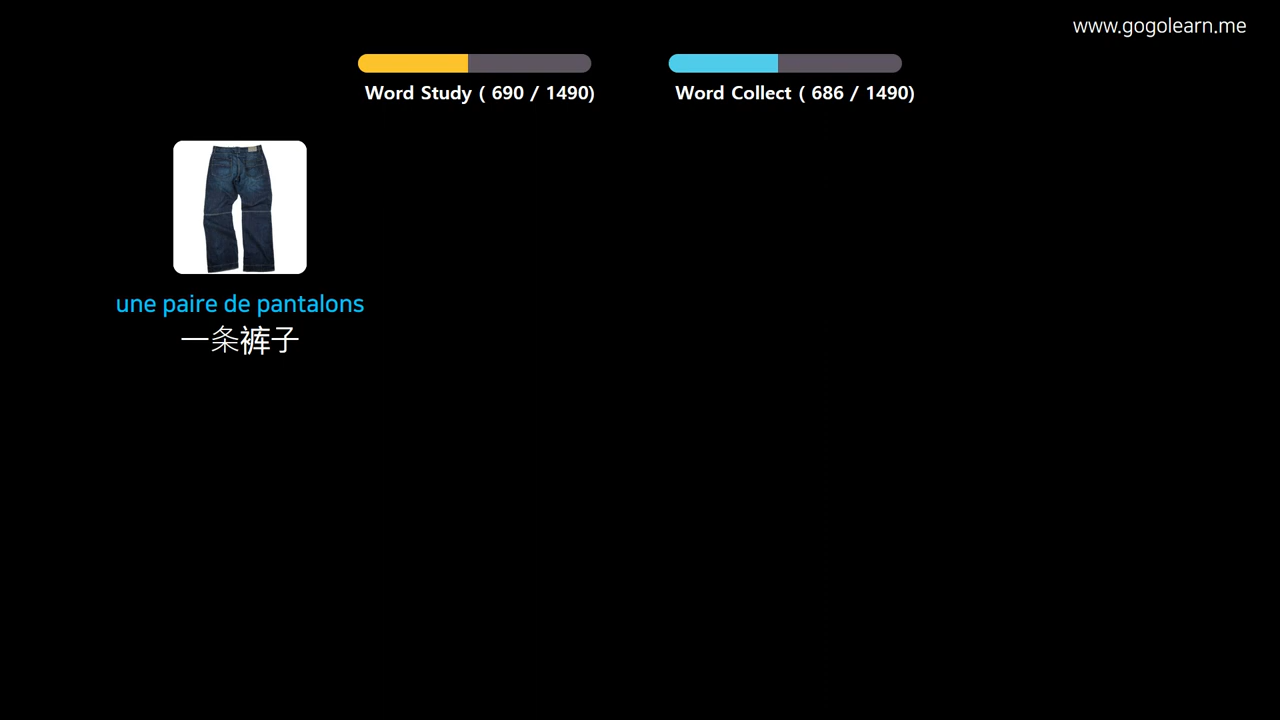 www.gogolearn.me
Word Study ( 690 / 1490)
Word Collect ( 686 / 1490)
une paire de pantalons
一条裤子